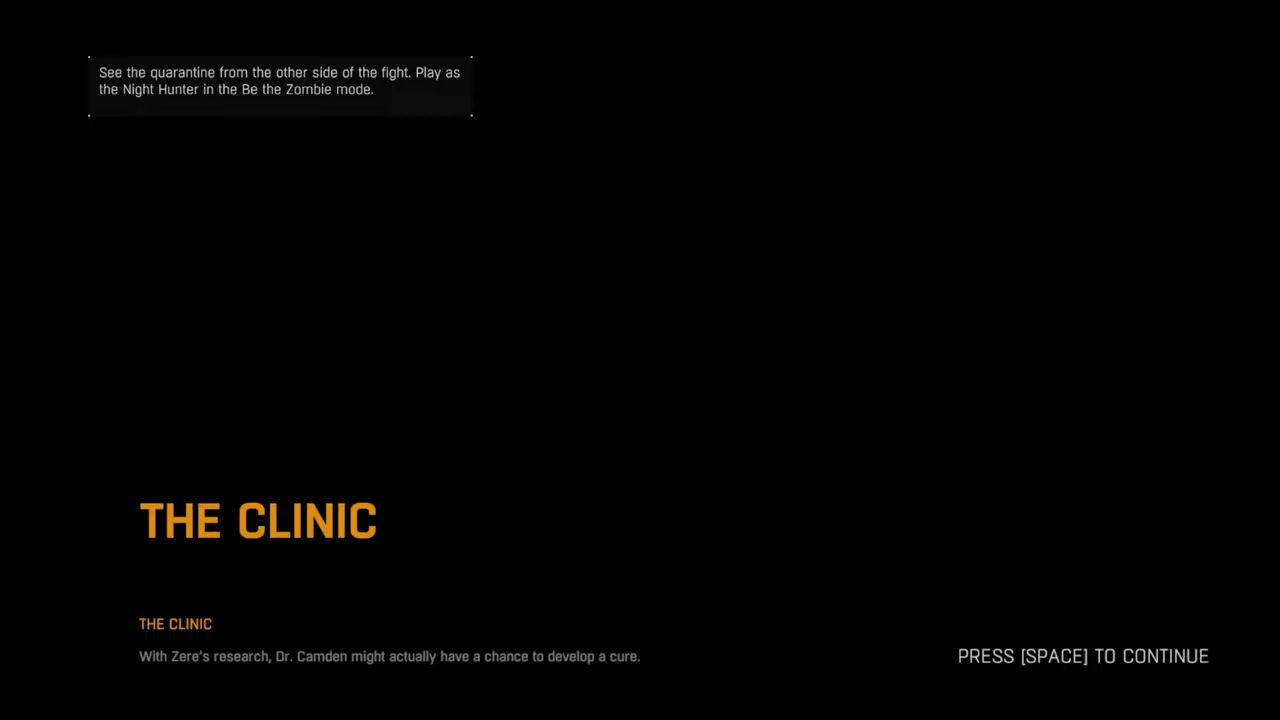 See the quarantine from the other side of the fight. Play as
the Night Hunter in the Be the Zombie mode.
THE CLINIC
THE CLINIC
With Zere's research, Dr. Camden might actually have a chance to develop a cure.
PRESS [SPACE] TO CONTINUE